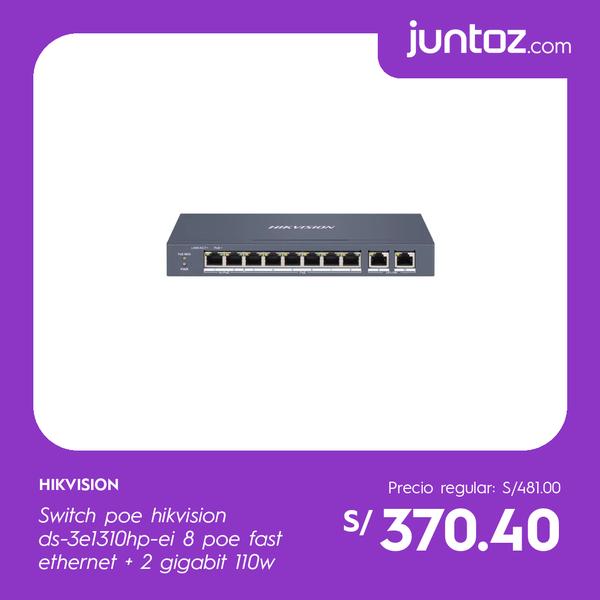 juntoz.com
HIKVISION
HIKVISION
Switch poe hikvision
ds-3e1310hp-ei 8 poe fast
ethernet + 2 gigabit 110w
Precio regular: S/481.00
S/370.40